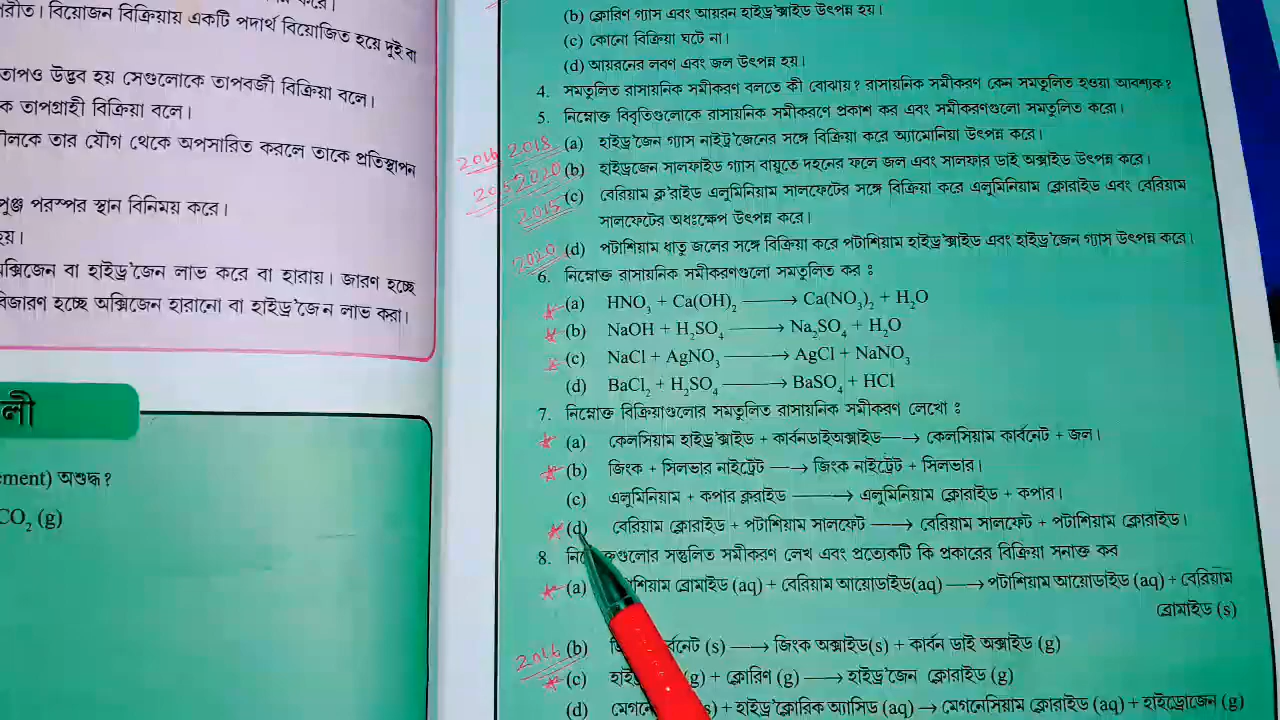 পরীত। বিয়োজন বিক্রিয়ায় একটি পদার্থ বিয়োজিত হয়ে দুই বা
তাপও উদ্ভব হয় সেগুলোকে তাপবর্জী বিক্রিয়া বলে।
ক তাপগ্রাহী বিক্রিয়া বলে।
ীলকে তার যৌগ থেকে অপসারিত করলে তাকে প্রতিস্থাপন
পুঞ্জ পরস্পর স্থান বিনিময় করে।
হয়।
ক্সিজেন বা হাইড্ৰ'জেন লাভ করে বা হারায়। জারণ হচ্ছে
বিজারণ হচ্ছে অক্সিজেন হারানো বা হাইড্ৰ'জেন লাভ করা।
লী
ement) অশুদ্ধ?
CO₂ (g)
(b) ক্লোরিণ গ্যাস এবং আয়রন হাইড্ৰ'ক্সাইড উৎপন্ন হয়।
(c) কোনো বিক্রিয়া ঘটে না।
(d) আয়রনের লবণ এবং জল উৎপন্ন হয়।
4. সমতুলিত রাসায়নিক সমীকরণ বলতে কী বোঝায়? রাসায়নিক সমীকরণ কেন সমতুলিত হওয়া আবশ্যক?
5. নিম্নোক্ত বিবৃতিগুলোকে রাসায়নিক সমীকরণে প্রকাশ কর এবং সমীকরণগুলো সমতুলিত করো।
2016 2018 (a) হাইড্ৰ'জেন গ্যাস নাইট্ৰ'জেনের সঙ্গে বিক্রিয়া করে অ্যামোনিয়া উৎপন্ন করে।
2020 (b) হাইড্ৰজেন সালফাইড গ্যাস বায়ুতে দহনের ফলে জল এবং সালফার ডাই অক্সাইড উৎপন্ন করে।
2015 (c) বেরিয়াম ক্ল'রাইড এলুমিনিয়াম সালফেটের সঙ্গে বিক্রিয়া করে এলুমিনিয়াম ক্লোরাইড এবং বেরিয়াম
সালফেটের অধঃক্ষেপ উৎপন্ন করে।
2020 (d) পটাশিয়াম ধাতু জলের সঙ্গে বিক্রিয়া করে পটাশিয়াম হাইড্ৰ'ক্সাইড এবং হাইড্ৰ'জেন গ্যাস উৎপন্ন করে।
6. নিম্নোক্ত রাসায়নিক সমীকরণগুলো সমতুলিত কর :
(a) HNO₃ + Ca(OH)₂ ⟶ Ca(NO₃)₂ + H₂O
(b) NaOH + H₂SO₄ ⟶ Na₂SO₄ + H₂O
(c) NaCl + AgNO₃ ⟶ AgCl + NaNO₃
(d) BaCl₂ + H₂SO₄ ⟶ BaSO₄ + HCl
7. নিম্নোক্ত বিক্রিয়াগুলোর সমতুলিত রাসায়নিক সমীকরণ লেখো :
(a) কেলসিয়াম হাইড্ৰ'ক্সাইড + কার্বনডাইঅক্সাইড ⟶ কেলসিয়াম কার্বনেট + জল।
(b) জিংক + সিলভার নাইট্ৰেট ⟶ জিংক নাইট্ৰেট + সিলভার।
(c) এলুমিনিয়াম + কপার ক্লরাইড ⟶ এলুমিনিয়াম ক্লোরাইড + কপার।
(d) বেরিয়াম ক্লোরাইড + পটাশিয়াম সালফেট ⟶ বেরিয়াম সালফেট + পটাশিয়াম ক্লোরাইড।
8. গুলোর সন্তুলিত সমীকরণ লেখ এবং প্রত্যেকটি কি প্রকারের বিক্রিয়া সনাক্ত কর
(a) শিয়াম ব্রোমাইড (aq) + বেরিয়াম আয়োডাইড(aq) ⟶ পটাশিয়াম আয়োডাইড (aq) + বেরিয়াম
ব্রোমাইড (s)
2016 (b) র্বনেট (s) ⟶ জিংক অক্সাইড(s) + কার্বন ডাই অক্সাইড (g)
(c) (g) + ক্লোরিণ (g) ⟶ হাইড্ৰ'জেন ক্লোরাইড (g)
(d) s) + হাইড্ৰ'ক্লোরিক অ্যাসিড (aq) ⟶ মেগনেসিয়াম ক্লোরাইড (aq) + হাইড্রোজেন (g)